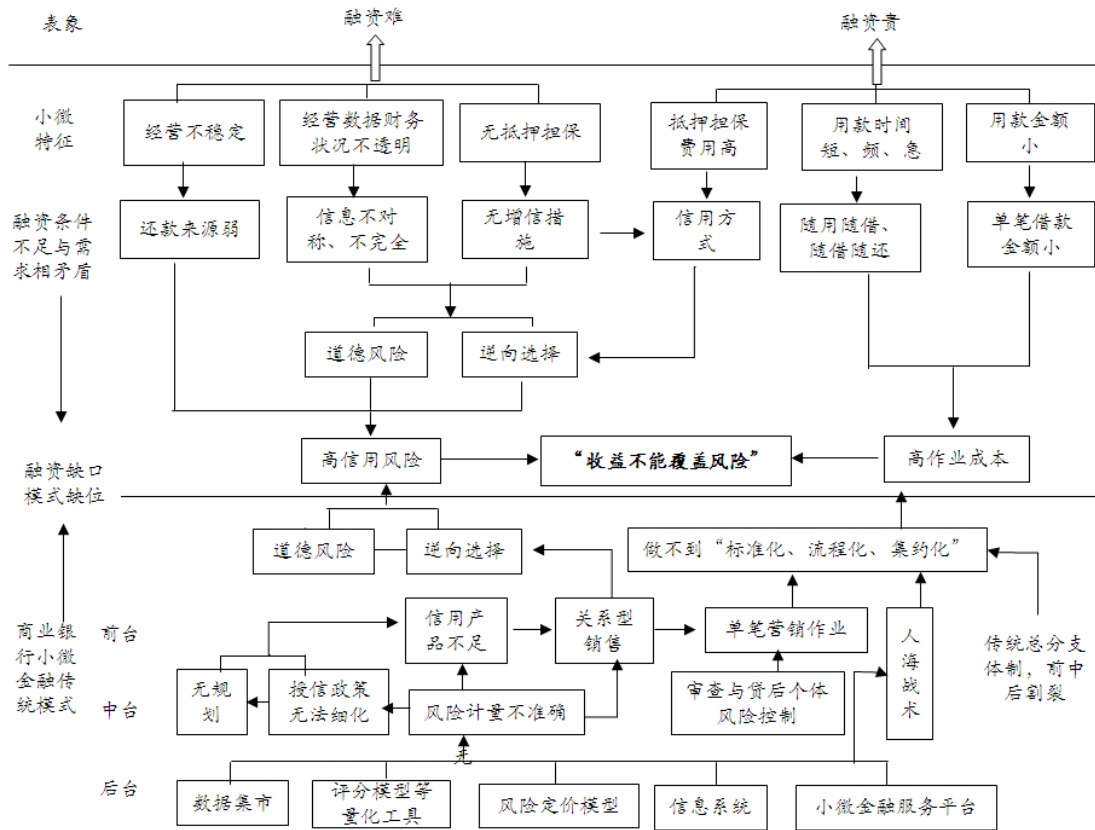 表象
融资难
融资贵
小微
特征
经营不稳定
经营数据财务
状况不透明
无抵押担保
抵押担保
费用高
用款时间
短、频、急
用款金额
小
融资条件
不足与需
求相矛盾
还款来源弱
信息不对
称、不完全
无增信措
施
信用方
式
随用随借、
随借随还
单笔借款
金额小
道德风险
逆向选择
融资缺口
模式缺位
高信用风险
“收益不能覆盖风险”
高作业成本
道德风险
逆向选择
做不到“标准化、流程化、集约化”
商业银
行小微
金融传
统模式
前台
信用产
品不足
关系型
销售
单笔营销作业
人
海
战
术
传统总分支
体制，前中
后割裂
中台
无规
划
授信政策
无法细化
风险计量不准确
审查与贷后个体
风险控制
无
后台
数据集市
评分模型等
量化工具
风险定价模型
信息系统
小微金融服务平台